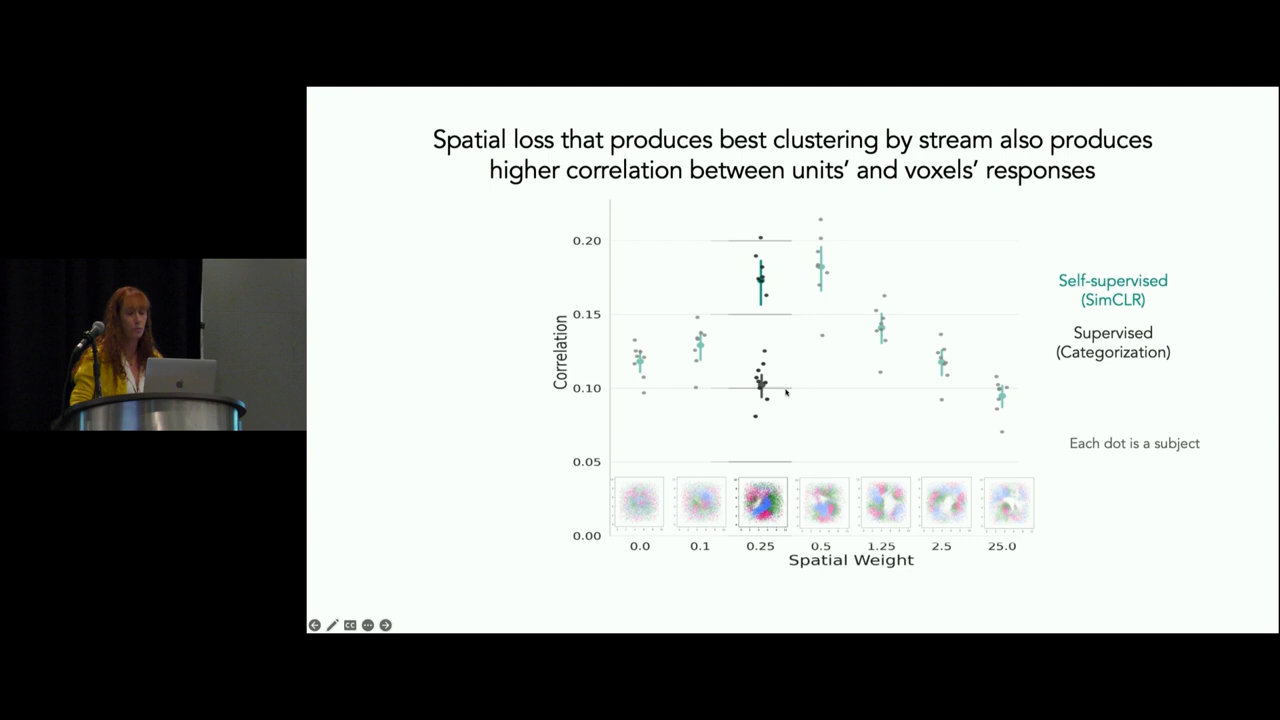 Spatial loss that produces best clustering by stream also produces
higher correlation between units' and voxels' responses
Correlation
0.20
0.15
0.10
0.05
0.00
0.0 0.1 0.25 0.5 1.25 2.5 25.0
Spatial Weight
Self-supervised
(SimCLR)
Supervised
(Categorization)
Each dot is a subject
CC